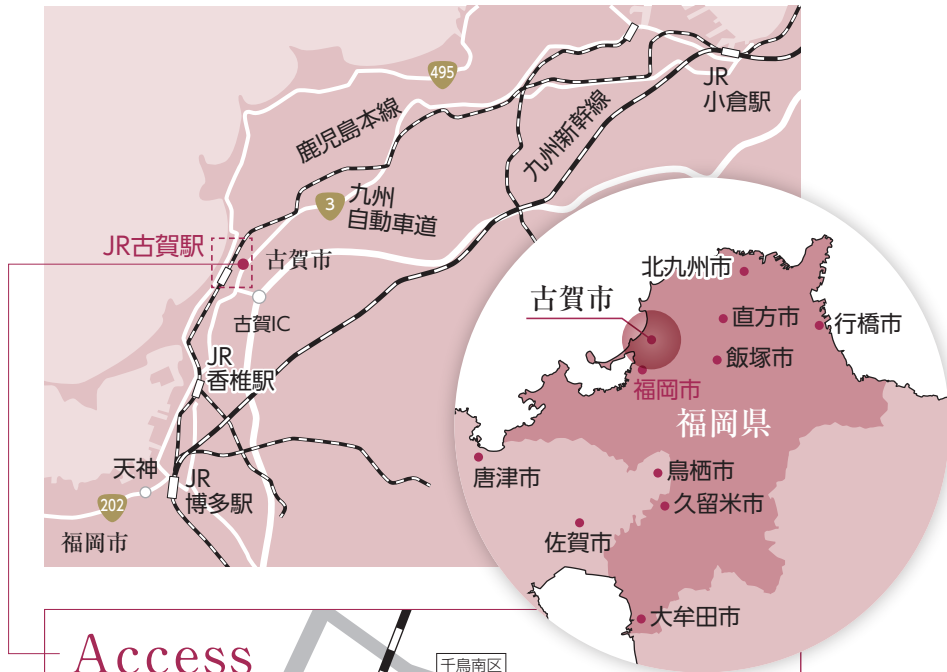 495
JR
小倉駅
鹿児島本線
九州新幹線
3
九州
自動車道
JR古賀駅
古賀市
古賀IC
JR
香椎駅
天神
JR
博多駅
202
福岡市
北九州市
古賀市
直方市
行橋市
飯塚市
福岡市
福岡県
唐津市
鳥栖市
久留米市
佐賀市
大牟田市
Access
千鳥南区